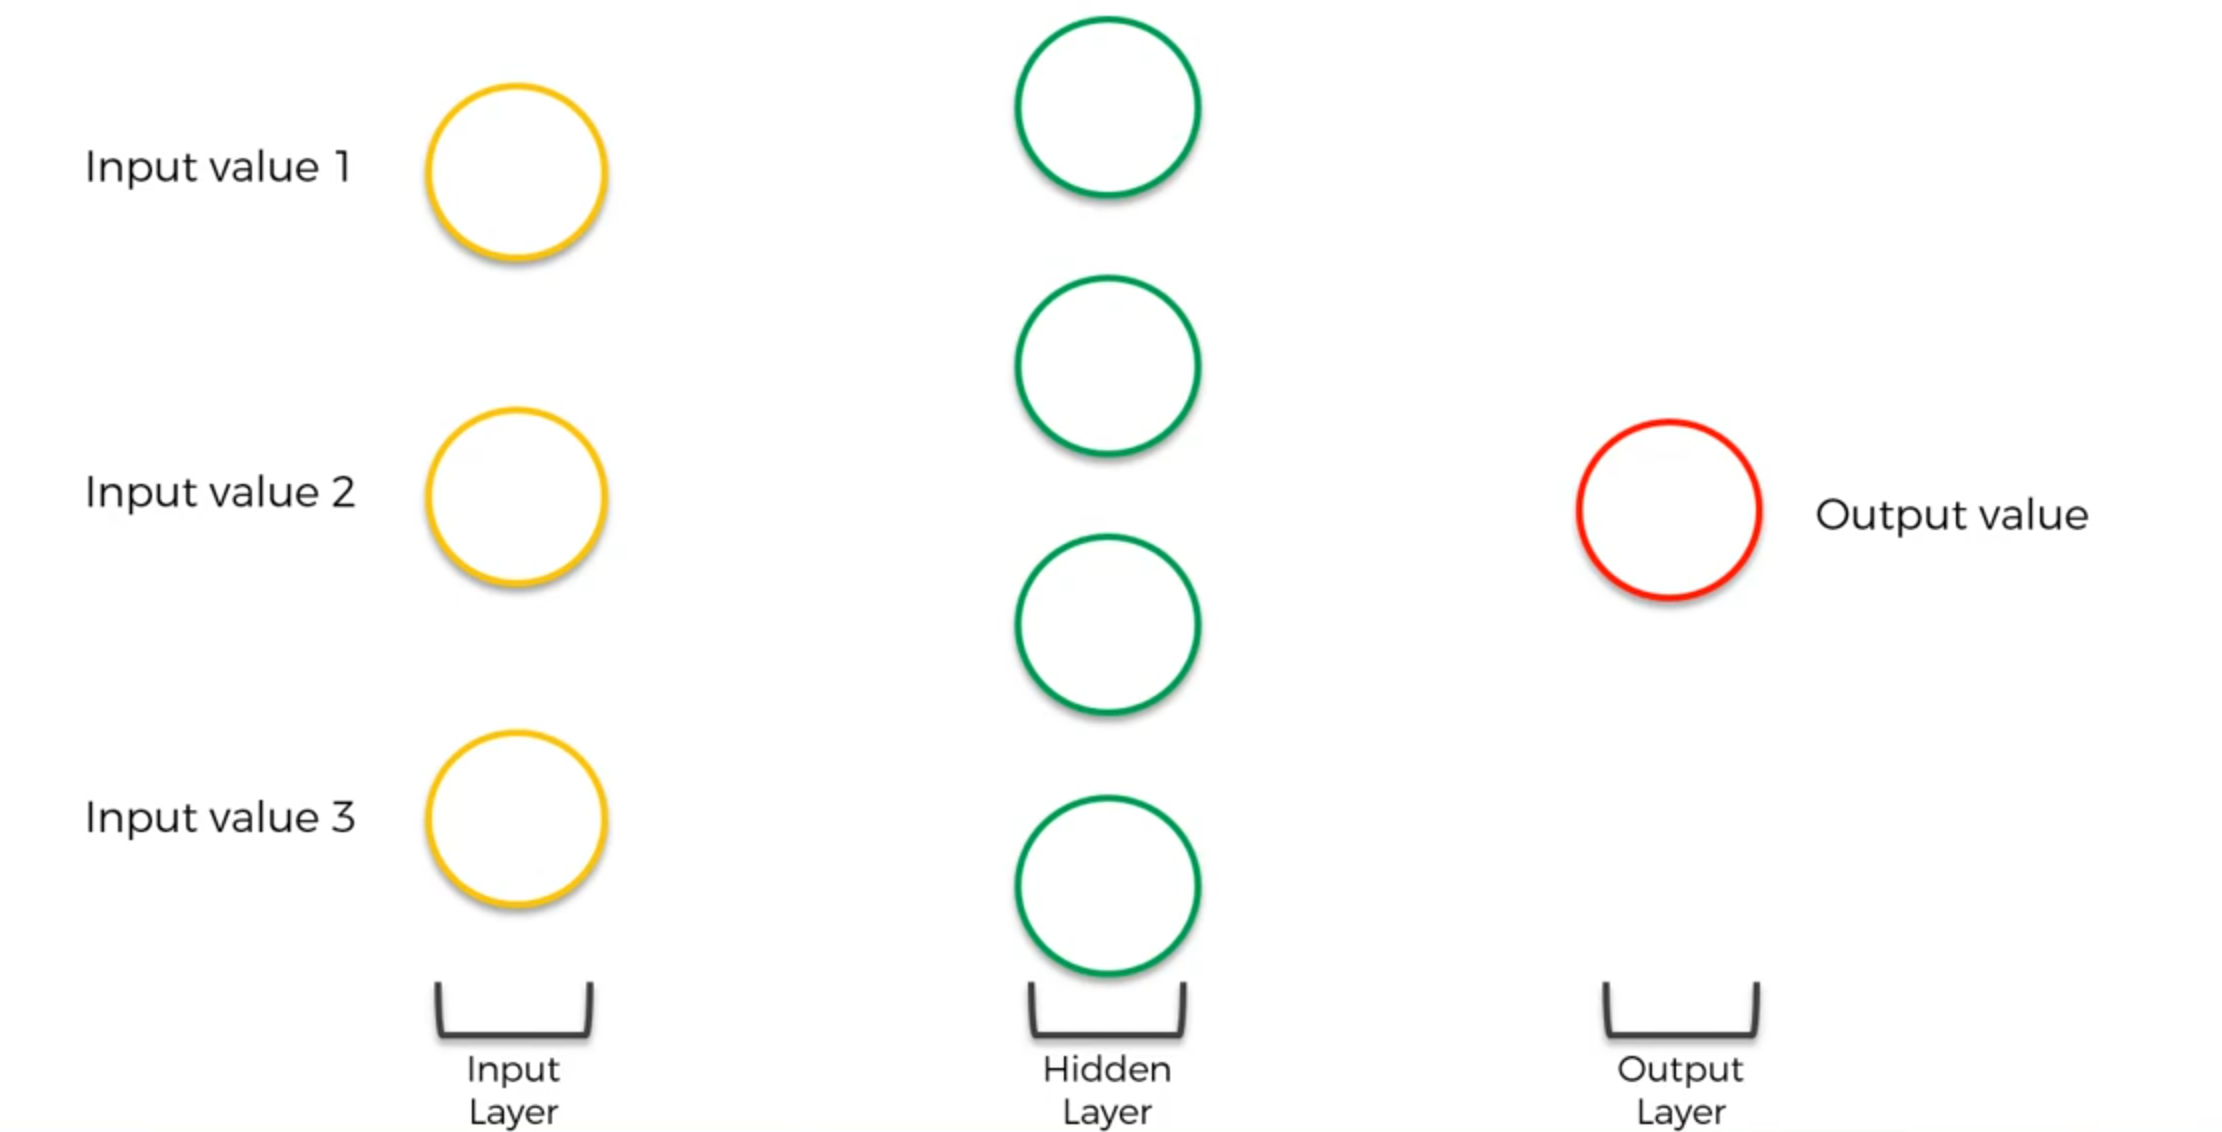 Input value 1
Input value 2
Output value
Input value 3
Input
Layer
Hidden
Layer
Output
Layer